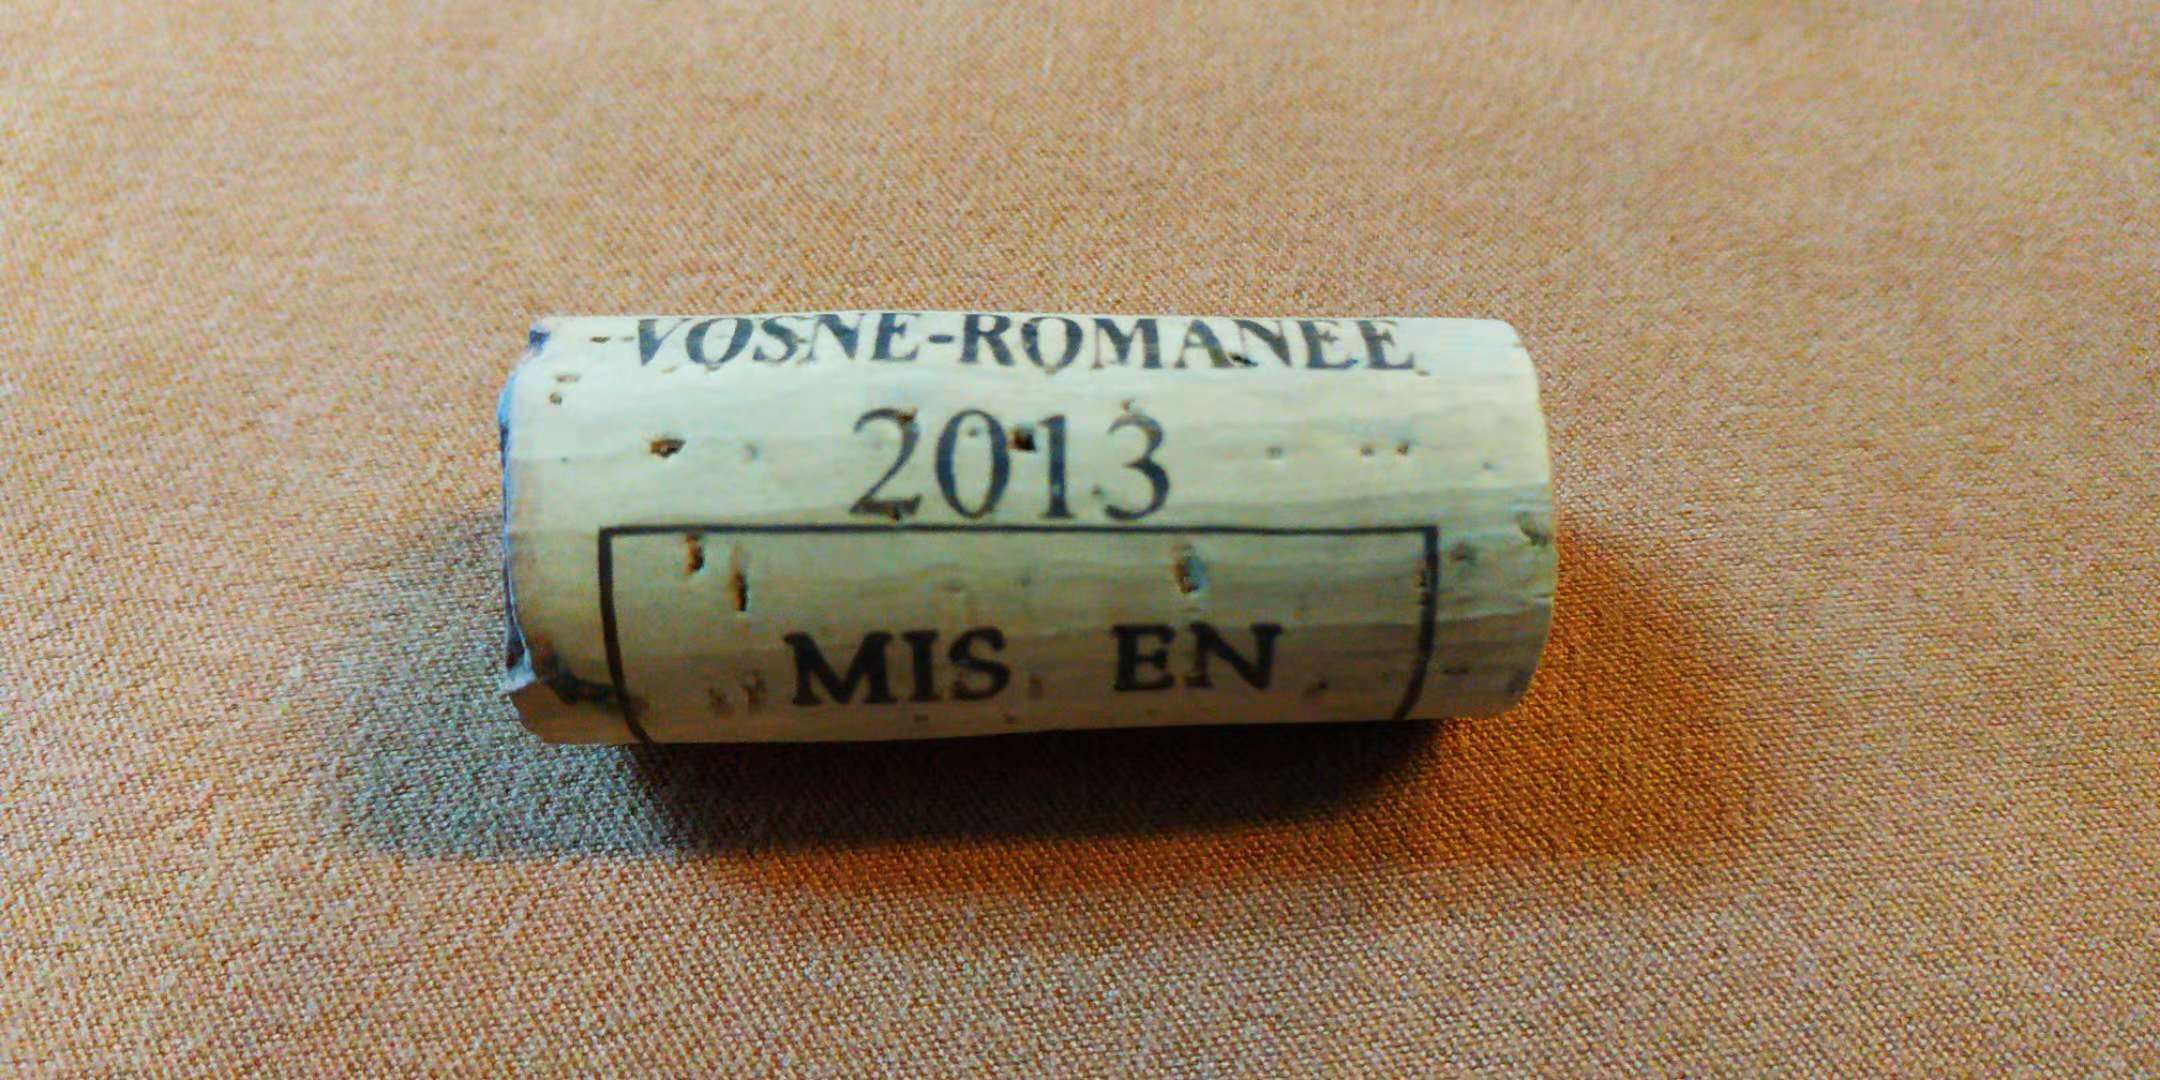 VOSNE-ROMANEE
2013
MIS EN